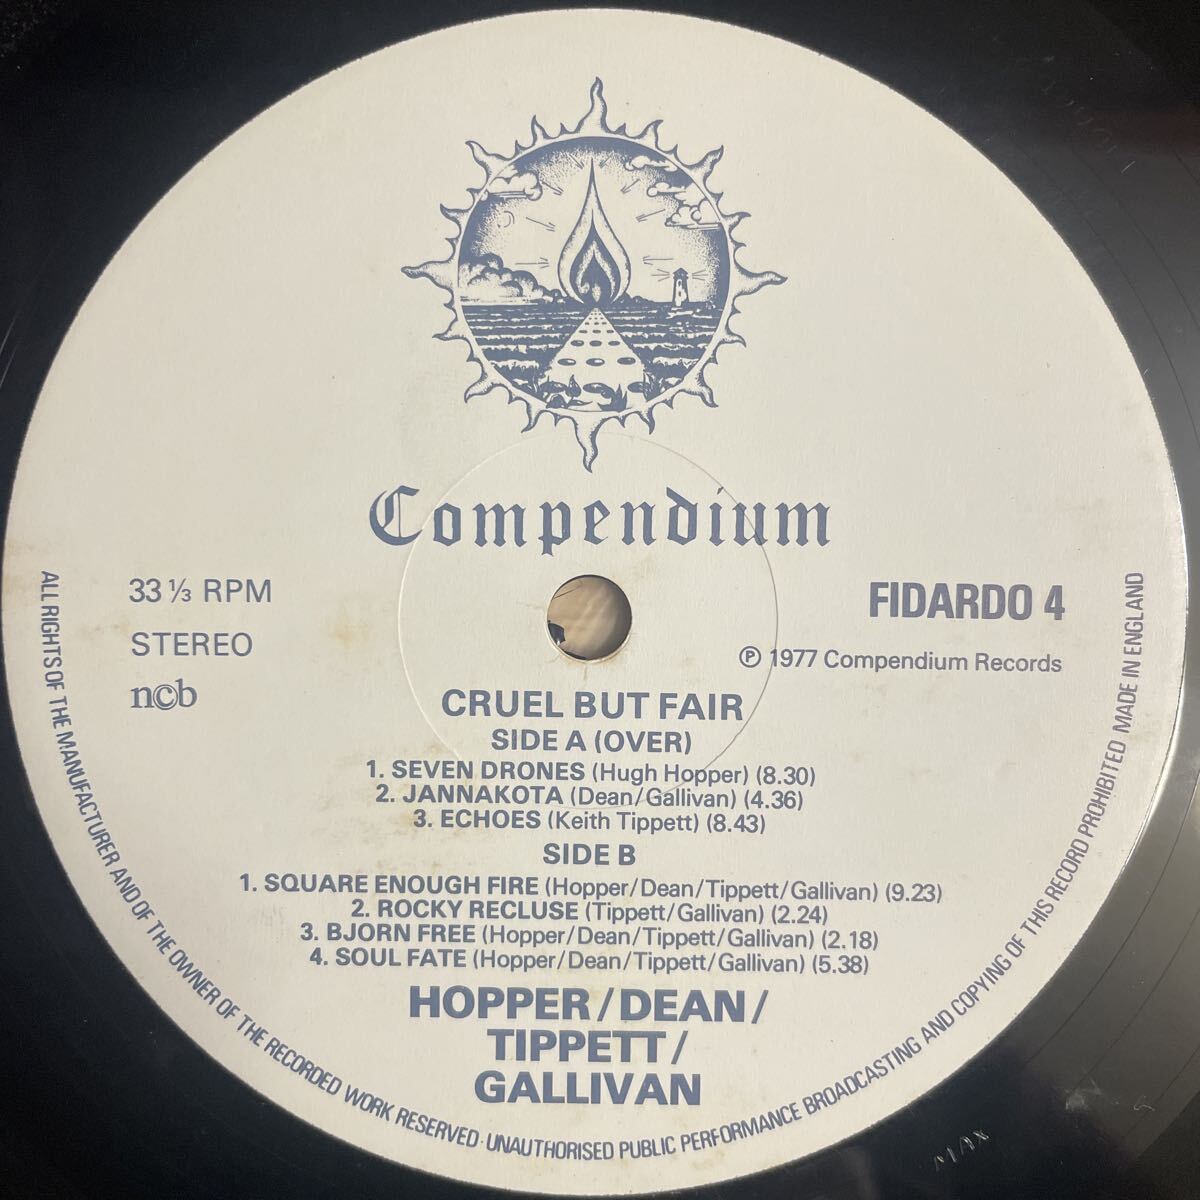 Compendium
33 ⅓ RPM
STEREO
n©b
FIDARDO 4
℗ 1977 Compendium Records
CRUEL BUT FAIR
SIDE A (OVER)
1. SEVEN DRONES (Hugh Hopper) (8.30)
2. JANNAKOTA (Dean/Gallivan) (4.36)
3. ECHOES (Keith Tippett) (8.43)
SIDE B
1. SQUARE ENOUGH FIRE (Hopper/Dean/Tippett/Gallivan) (9.23)
2. ROCKY RECLUSE (Tippett/Gallivan) (2.24)
3. BJORN FREE (Hopper/Dean/Tippett/Gallivan) (2.18)
4. SOUL FATE (Hopper/Dean/Tippett/Gallivan) (5.38)
HOPPER/DEAN/
TIPPETT/
GALLIVAN
ALL RIGHTS OF THE MANUFACTURER AND OF THE OWNER OF THE RECORDED WORK RESERVED · UNAUTHORISED PUBLIC PERFORMANCE BROADCASTING AND COPYING OF THIS RECORD PROHIBITED MADE IN ENGLAND
MAX